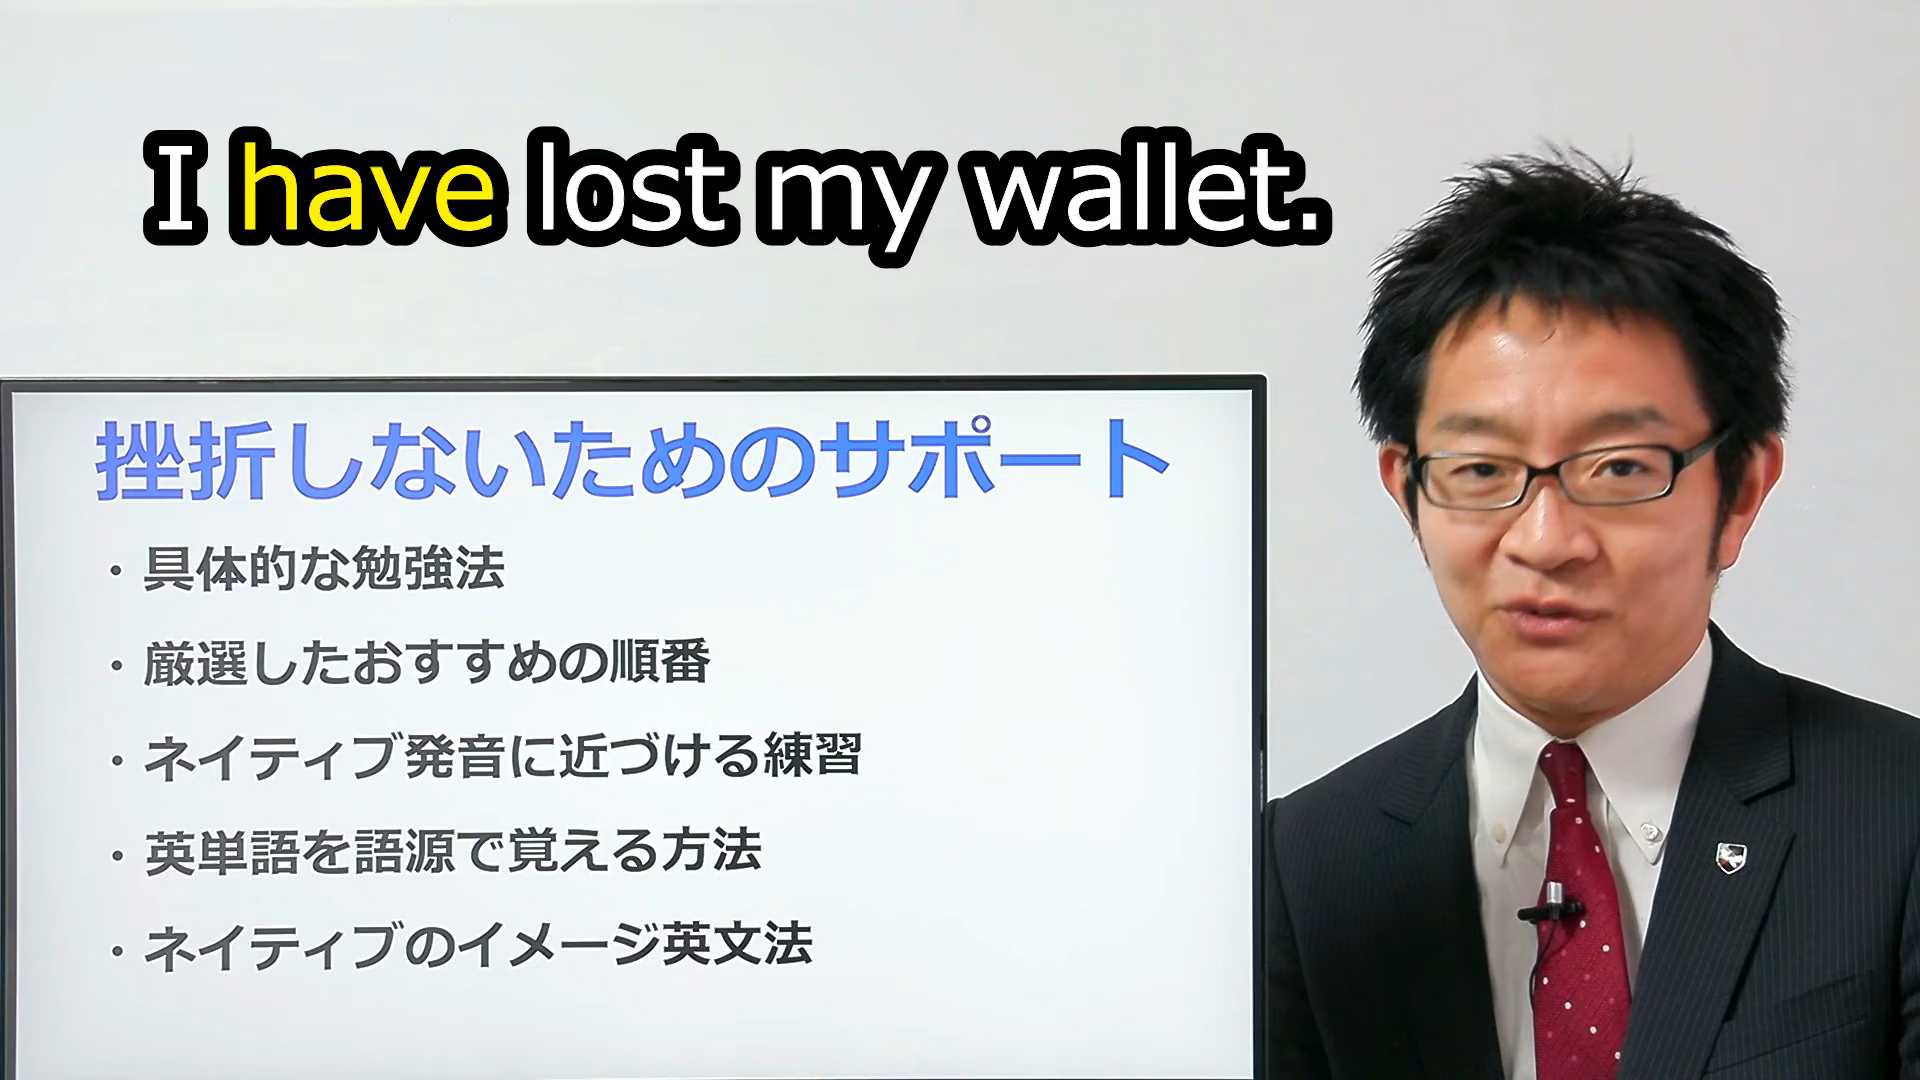 I have lost my wallet.
挫折しないためのサポート
・具体的な勉強法
・厳選したおすすめの順番
・ネイティブ発音に近づける練習
・英単語を語源で覚える方法
・ネイティブのイメージ英文法